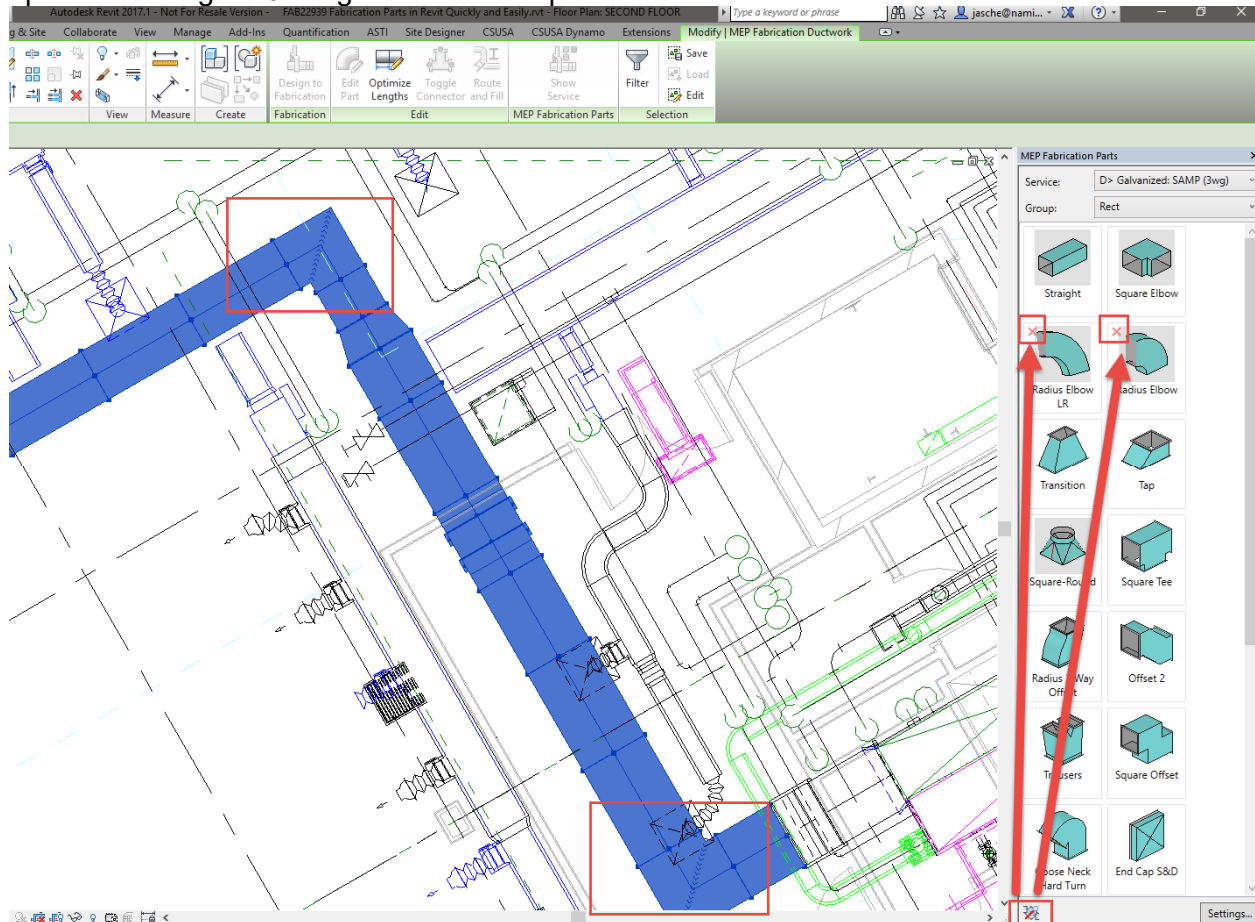 Autodesk Revit 2017.1 - Not For Resale Version - FAB22939 Fabrication Parts in Revit Quickly and Easily.rvt - Floor Plan: SECOND FLOOR
Type a keyword or phrase
jasche@nami...
g & Site Collaborate View Manage Add-Ins Quantification ASTI Site Designer CSUSA CSUSA Dynamo Extensions Modify | MEP Fabrication Ductwork
Save
Load
Edit
Design to Fabrication
Edit Part
Optimize Lengths
Toggle Connector
Route and Fill
Show Service
Filter
View Measure Create Fabrication Edit MEP Fabrication Parts Selection
MEP Fabrication Parts
Service: D> Galvanized: SAMP (3wg)
Group: Rect
Straight Square Elbow
Radius Elbow LR
Radius Elbow
Transition Tap
Square-Round Square Tee
Offset 2
Trousers Square Offset
Goose Neck Hard Turn
End Cap S&D
Settings...